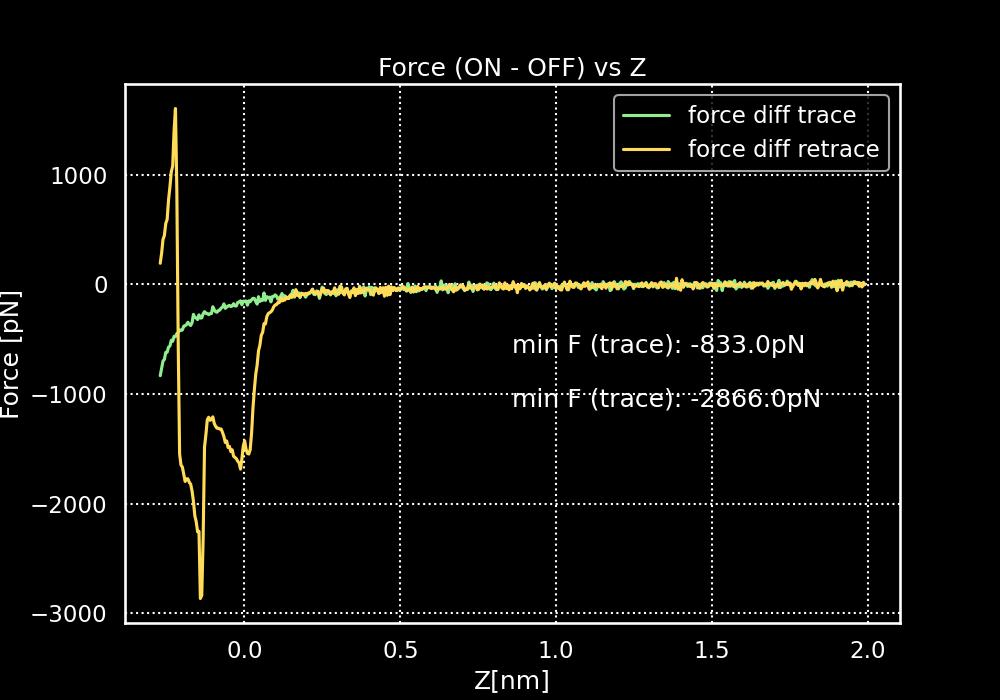 Force (ON - OFF) vs Z
force diff trace
force diff retrace
1000
0
−1000
−2000
−3000
Force [pN]
min F (trace): -833.0pN
min F (trace): -2866.0pN
0.0
0.5
1.0
1.5
2.0
Z[nm]